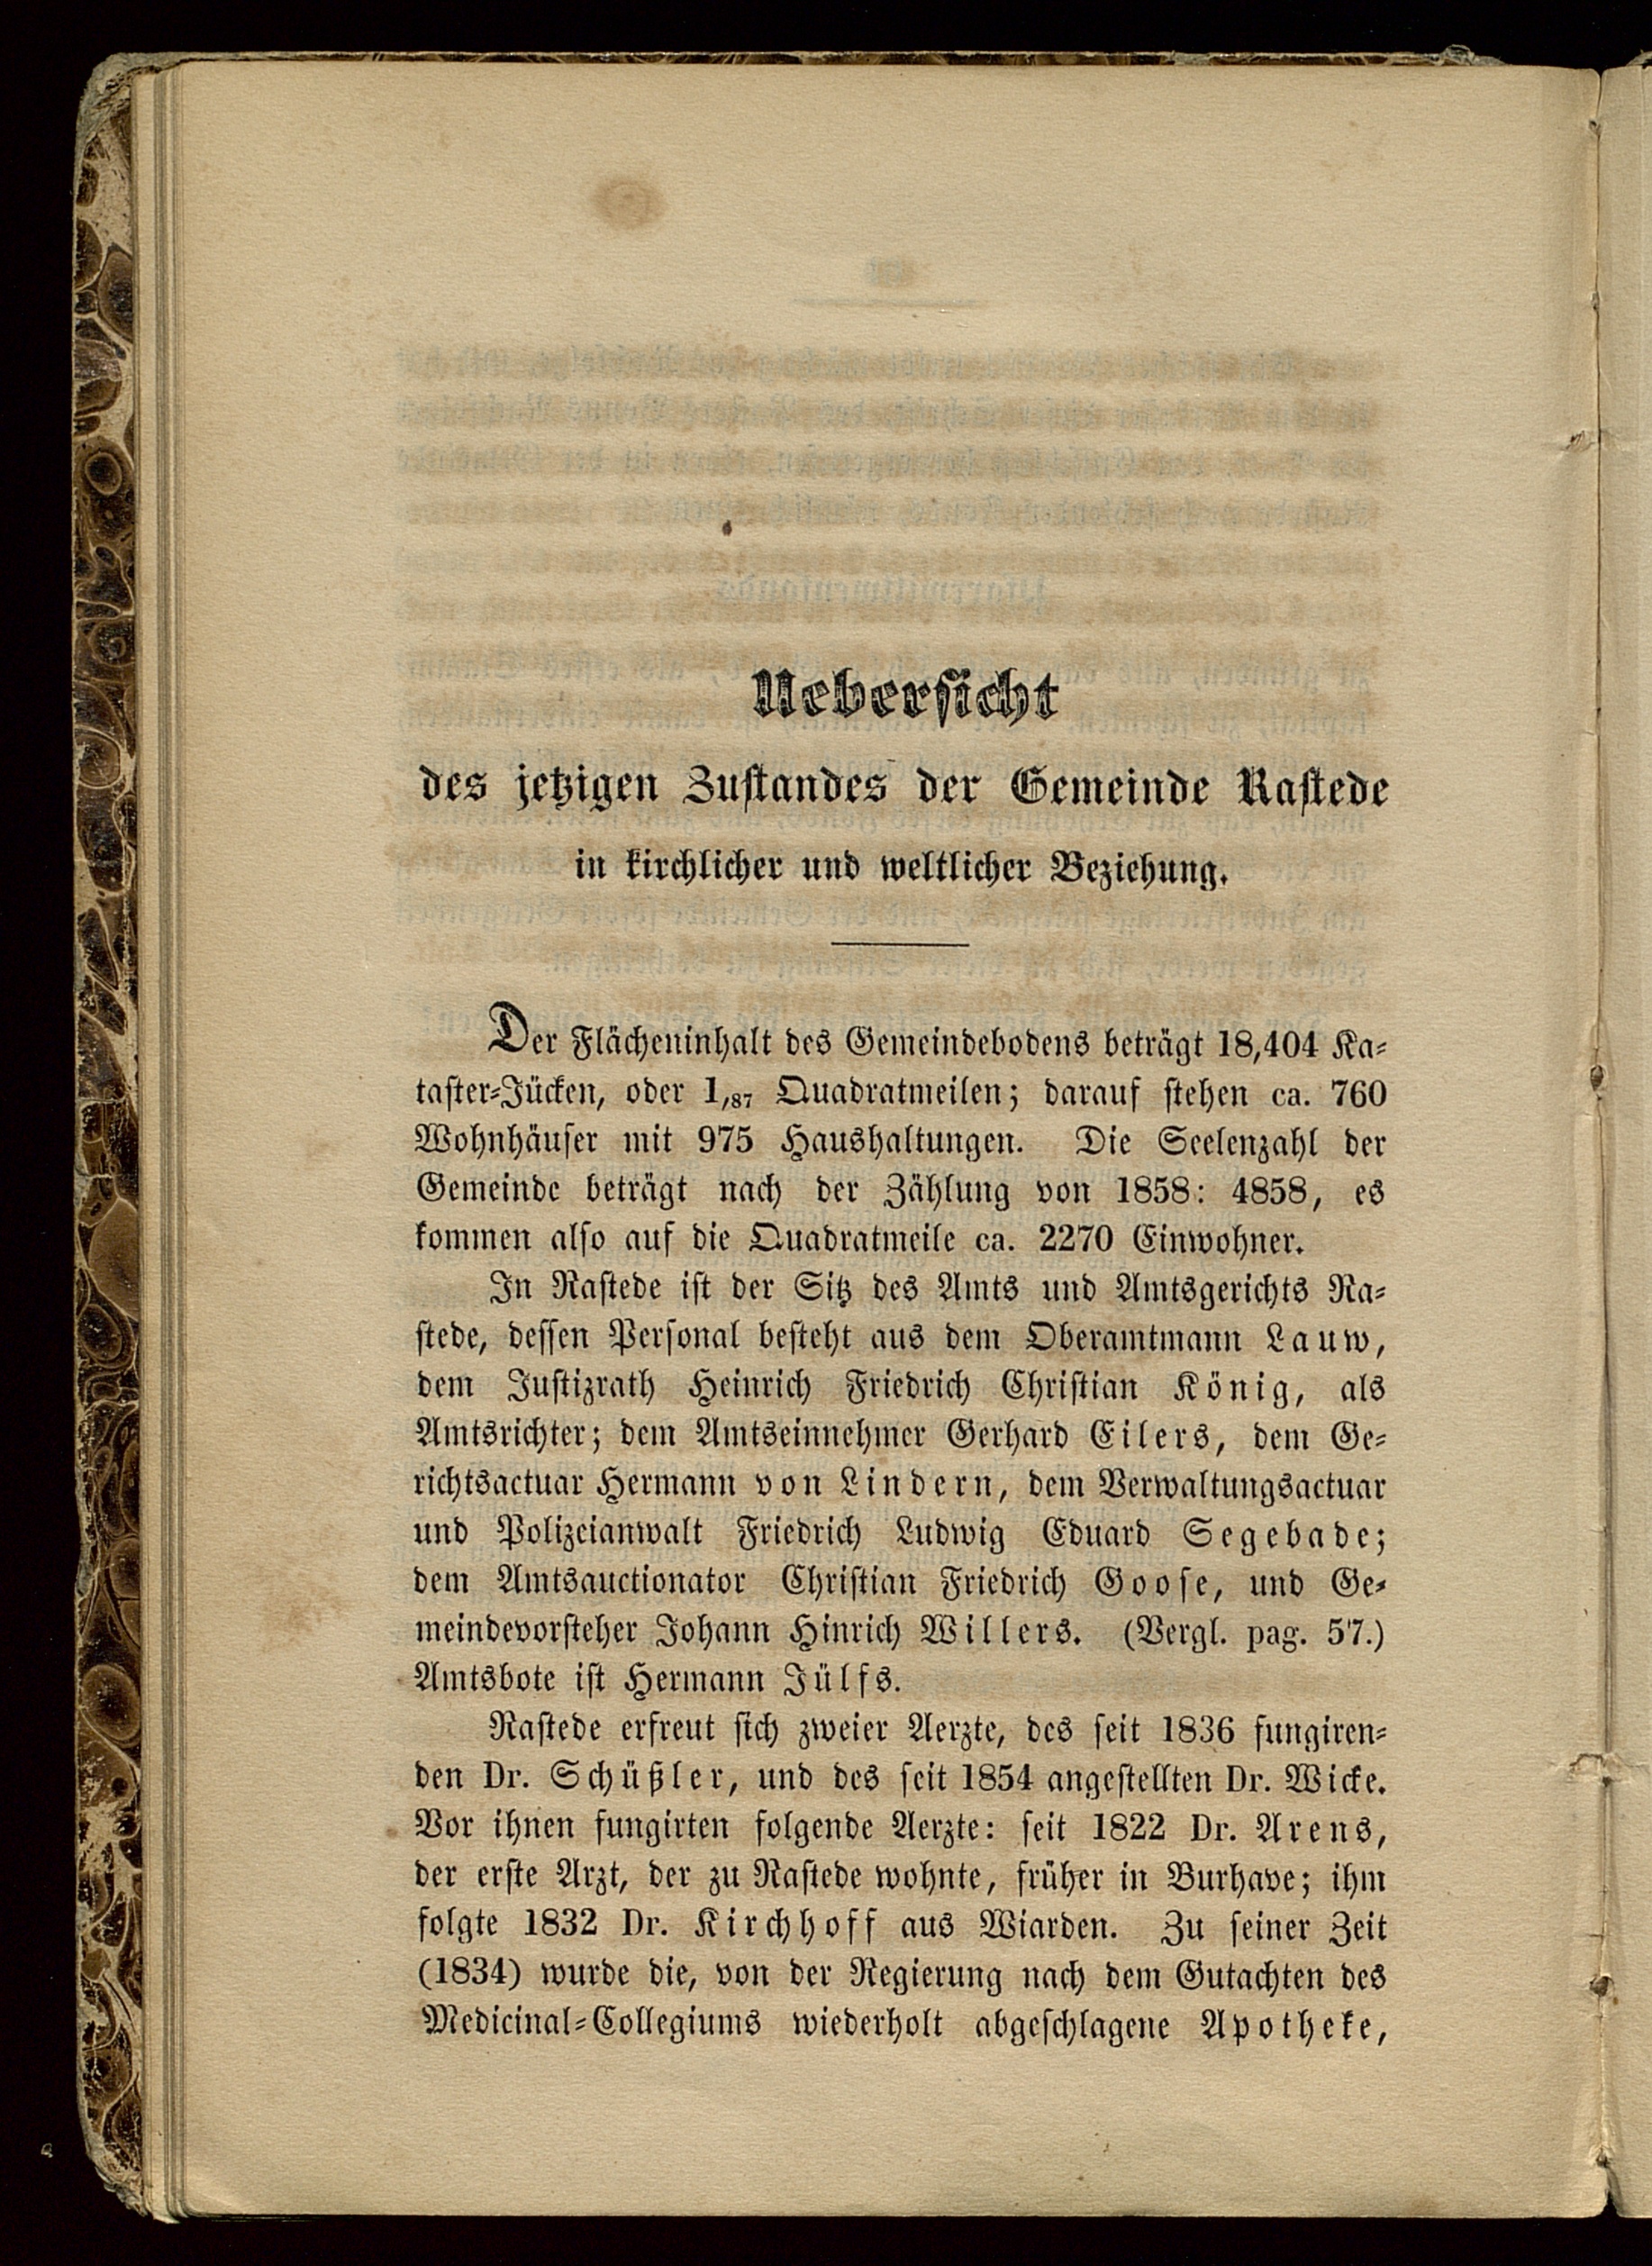 Uebersicht
des jetzigen Zustandes der Gemeinde Rastede
in kirchlicher und weltlicher Beziehung.
Der Flächeninhalt des Gemeindebodens beträgt 18,404 Ka-
taster-Jücken, oder 1,87 Quadratmeilen; darauf stehen ca. 760
Wohnhäuser mit 975 Haushaltungen. Die Seelenzahl der
Gemeinde beträgt nach der Zählung von 1858: 4858, es
kommen also auf die Quadratmeile ca. 2270 Einwohner.
In Rastede ist der Sitz des Amts und Amtsgerichts Ra-
stede, dessen Personal besteht aus dem Oberamtmann Lauw,
dem Justizrath Heinrich Friedrich Christian König, als
Amtsrichter; dem Amtseinnehmer Gerhard Eilers, dem Ge-
richtsactuar Hermann von Lindern, dem Verwaltungsactuar
und Polizeianwalt Friedrich Ludwig Eduard Segebade;
dem Amtsauctionator Christian Friedrich Goose, und Ge-
meindevorsteher Johann Hinrich Willers. (Vergl. pag. 57.)
Amtsbote ist Hermann Jülfs.
Rastede erfreut sich zweier Aerzte, des seit 1836 fungiren-
den Dr. Schüßler, und des seit 1854 angestellten Dr. Wicke.
Vor ihnen fungirten folgende Aerzte: seit 1822 Dr. Arens,
der erste Arzt, der zu Rastede wohnte, früher in Burhave; ihm
folgte 1832 Dr. Kirchhoff aus Wiarden. Zu seiner Zeit
(1834) wurde die, von der Regierung nach dem Gutachten des
Medicinal-Collegiums wiederholt abgeschlagene Apotheke,